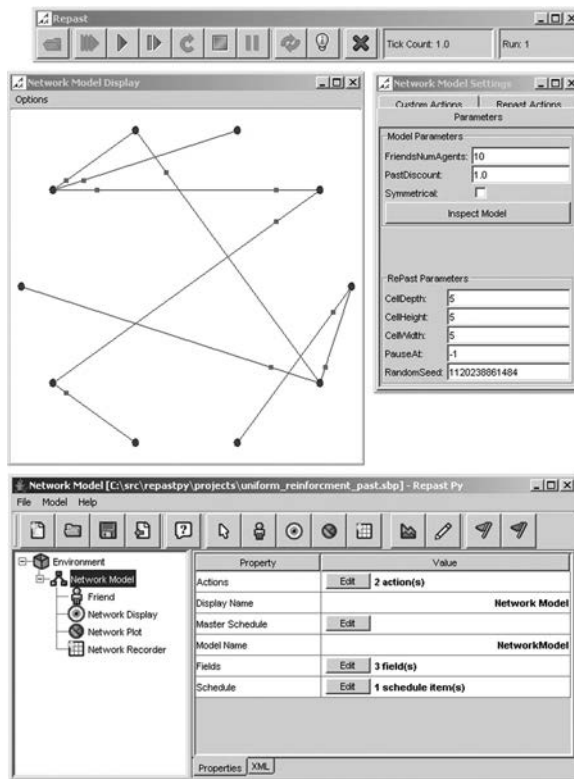 Repast
Tick Count: 1.0
Run: 1
Network Model Display
Options
Network Model Settings
Custom Actions
Repast Actions
Parameters
Model Parameters
FriendsNumAgents: 10
PastDiscount: 1.0
Symmetrical:
Inspect Model
RePast Parameters
CellDepth: 5
CellHeight: 5
CellWidth: 5
PauseAt: -1
RandomSeed: 1120238861484
Network Model [C:\src\repastpy\projects\uniform_reinforcment_past.sbp] - Repast Py
File Model Help
Environment
Network Model
Friend
Network Display
Network Plot
Network Recorder
Property Value
Actions Edit 2 action(s)
Display Name Network Model
Master Schedule Edit
Model Name NetworkModel
Fields Edit 3 field(s)
Schedule Edit 1 schedule item(s)
Properties XML